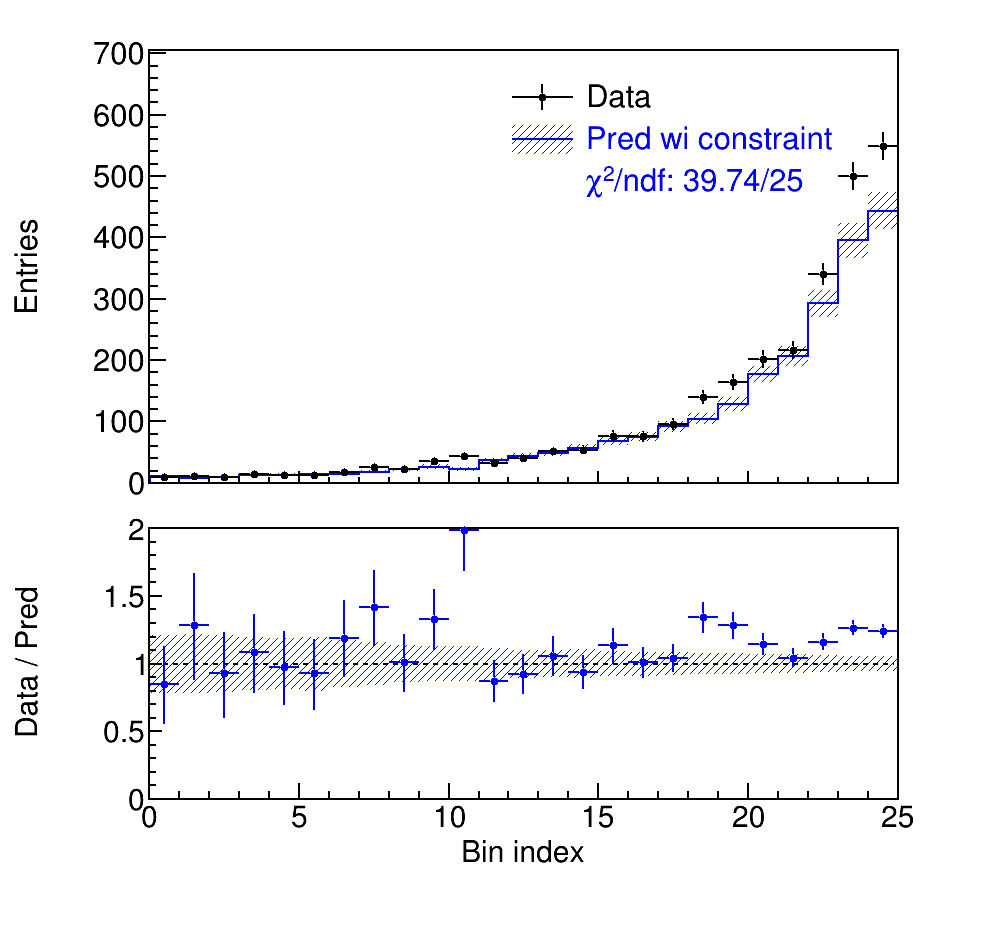 700
600
500
400
300
200
100
0
Entries
Data
Pred wi constraint
χ²/ndf: 39.74/25
2
1.5
1
0.5
0
Data / Pred
0 5 10 15 20 25
Bin index